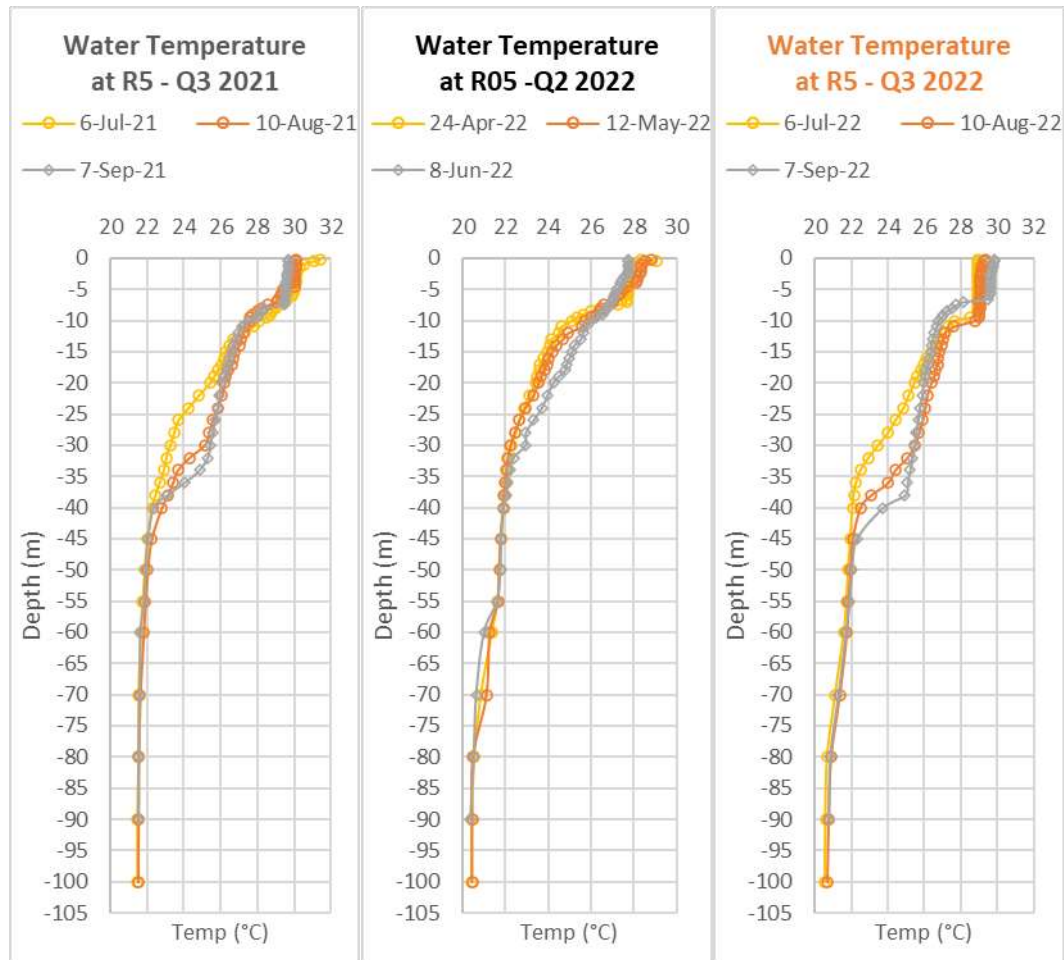 Water Temperature
at R5 - Q3 2021
6-Jul-21
10-Aug-21
7-Sep-21
20 22 24 26 28 30 32
0
-5
-10
-15
-20
-25
-30
-35
-40
-45
-50
-55
-60
-65
-70
-75
-80
-85
-90
-95
-100
-105
Depth (m)
Temp (°C)
Water Temperature
at R05 -Q2 2022
24-Apr-22
12-May-22
8-Jun-22
20 22 24 26 28 30
0
-5
-10
-15
-20
-25
-30
-35
-40
-45
-50
-55
-60
-65
-70
-75
-80
-85
-90
-95
-100
-105
Depth (m)
Temp (°C)
Water Temperature
at R5 - Q3 2022
6-Jul-22
10-Aug-22
7-Sep-22
20 22 24 26 28 30 32
0
-5
-10
-15
-20
-25
-30
-35
-40
-45
-50
-55
-60
-65
-70
-75
-80
-85
-90
-95
-100
-105
Depth (m)
Temp (°C)